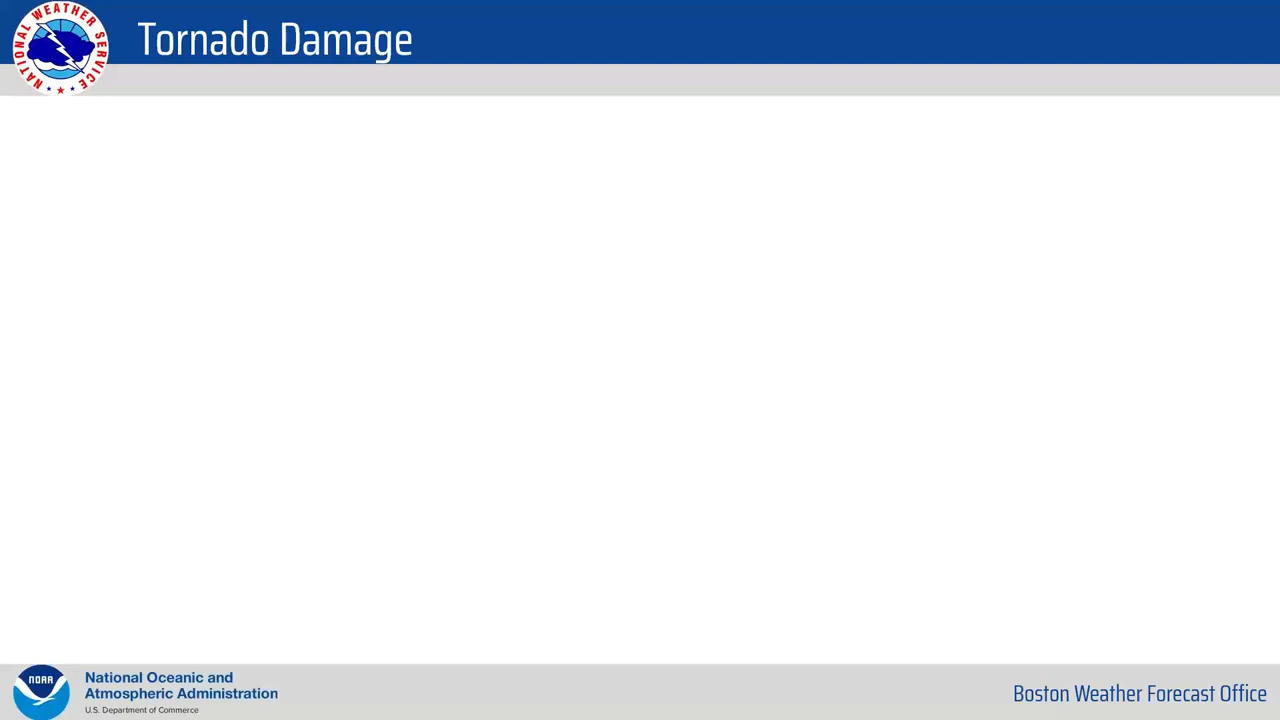 NATIONAL WEATHER SERVICE
Tornado Damage
NOAA
National Oceanic and
Atmospheric Administration
U.S. Department of Commerce
Boston Weather Forecast Office